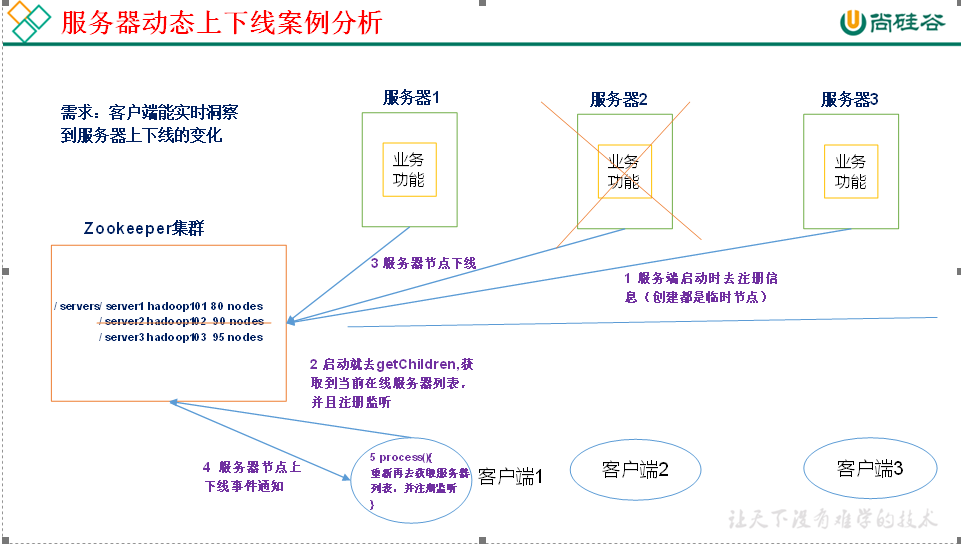 服务器动态上下线案例分析
尚硅谷
需求：客户端能实时洞察
到服务器上下线的变化
服务器1
服务器2
服务器3
业务
功能
业务
功能
业务
功能
Zookeeper集群
/ servers/ server1 hadoop101 80 nodes
/ server2 hadoop102 90 nodes
/ server3 hadoop103 95 nodes
3 服务器节点下线
1 服务端启动时去注册信
息（创建都是临时节点）
2 启动就去getChildren,获
取到当前在线服务器列表，
并且注册监听
4 服务器节点上
下线事件通知
5 process(){
重新再去获取服务器
列表，并注册监听
}
客户端1
客户端2
客户端3
让天下没有难学的技术